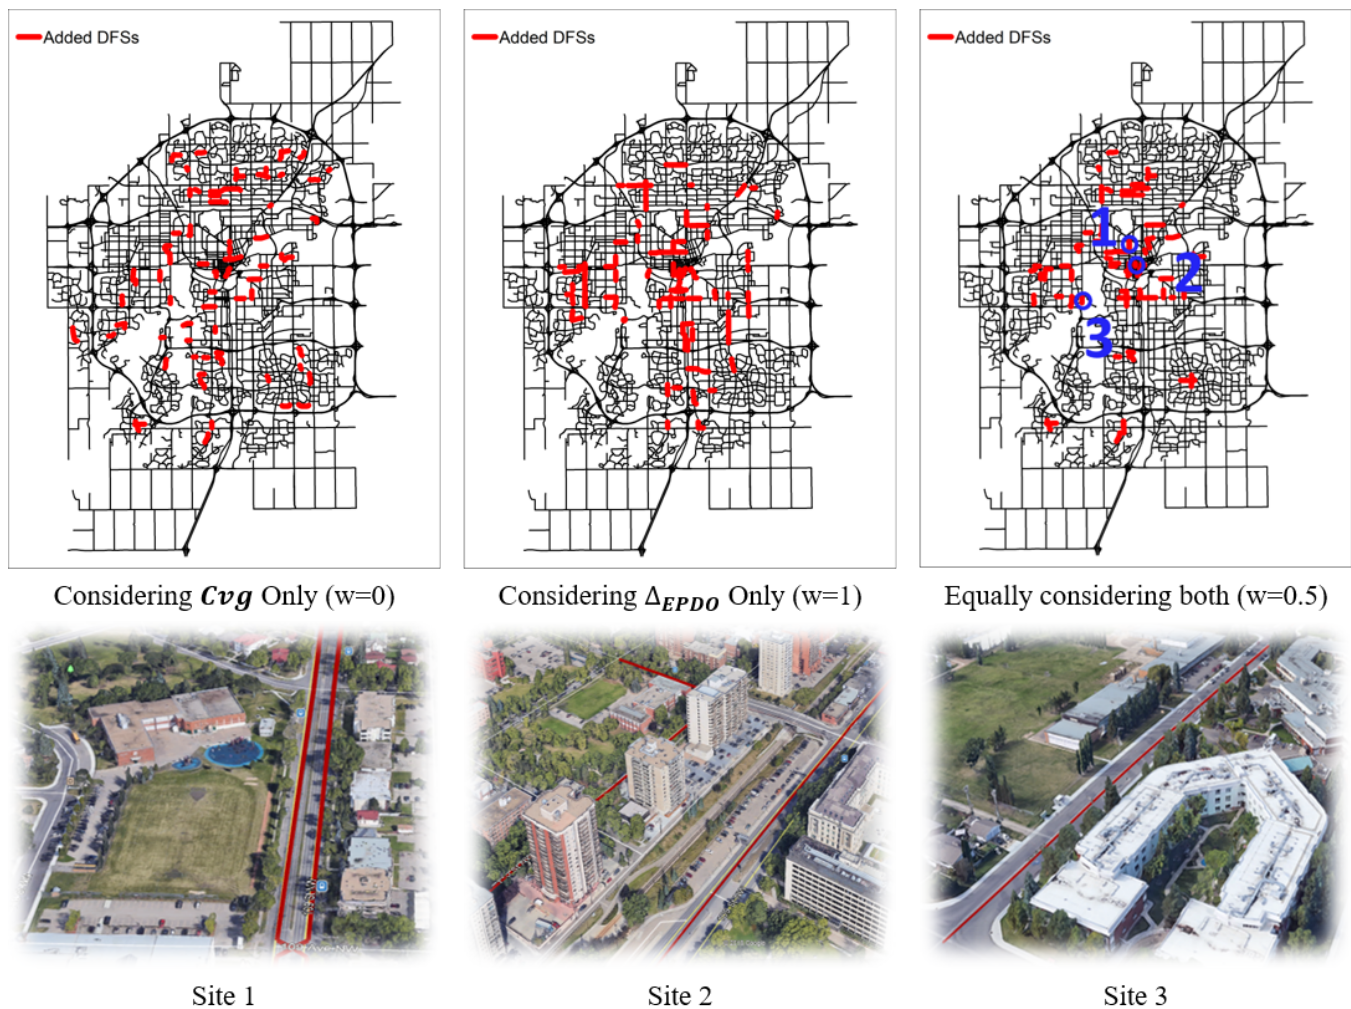 Added DFSs
Added DFSs
Added DFSs
1
2
3
Considering Cvg Only (w=0)
Considering Δ_EPDO Only (w=1)
Equally considering both (w=0.5)
Site 1
Site 2
Site 3